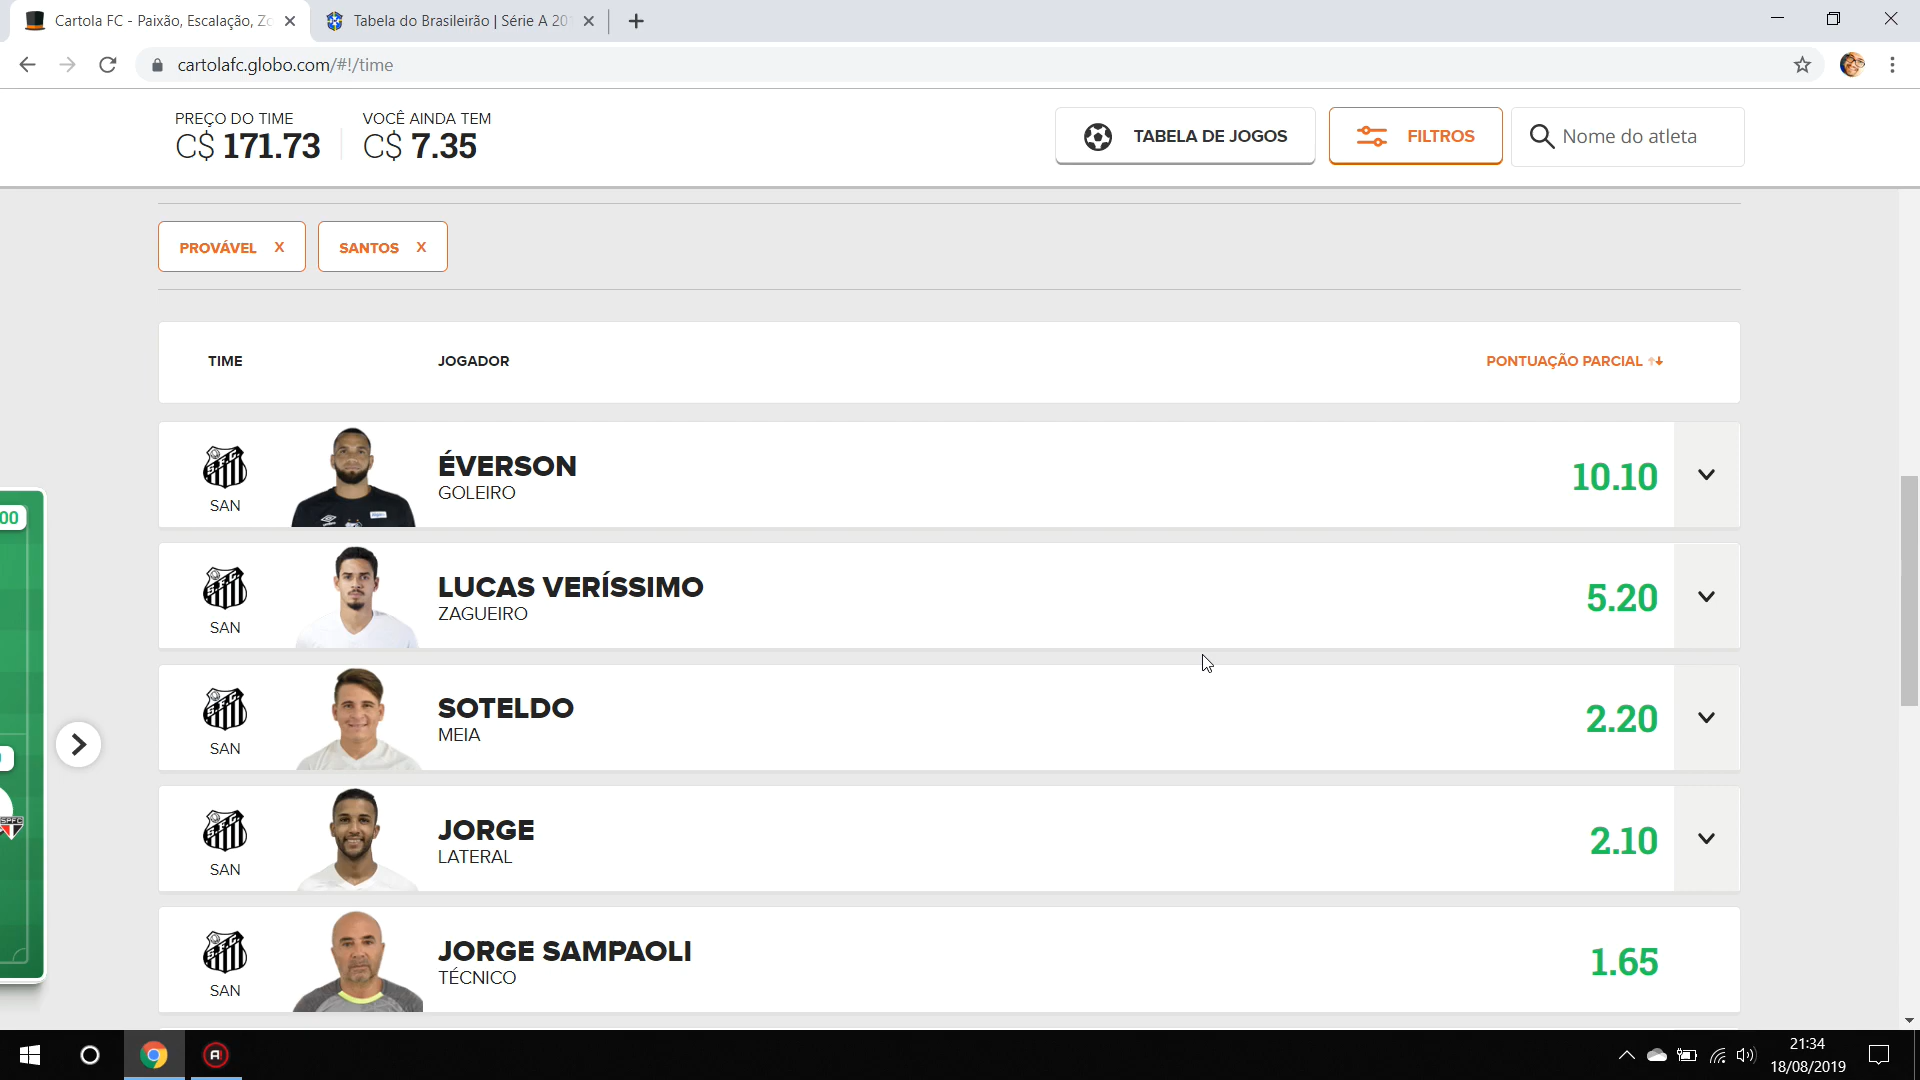 Cartola FC - Paixão, Escalação, Zo
Tabela do Brasileirão | Série A 20
cartolafc.globo.com/#!/time
PREÇO DO TIME
C$ 171.73
VOCÊ AINDA TEM
C$ 7.35
TABELA DE JOGOS
FILTROS
Nome do atleta
PROVÁVEL X
SANTOS X
TIME
JOGADOR
PONTUAÇÃO PARCIAL
SAN
ÉVERSON
GOLEIRO
10.10
SAN
LUCAS VERÍSSIMO
ZAGUEIRO
5.20
SAN
SOTELDO
MEIA
2.20
SAN
JORGE
LATERAL
2.10
SAN
JORGE SAMPAOLI
TÉCNICO
1.65
00
SPFC
21:34
18/08/2019